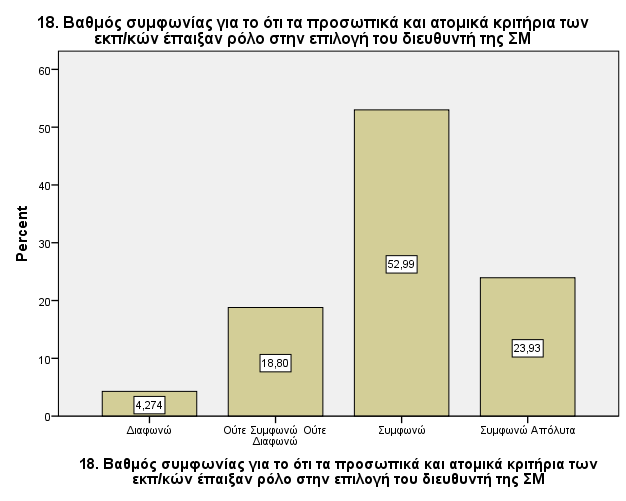 18. Βαθμός συμφωνίας για το ότι τα προσωπικά και ατομικά κριτήρια των
εκπ/κών έπαιξαν ρόλο στην επιλογή του διευθυντή της ΣΜ
Percent
60
50
40
30
20
10
0
4,274
18,80
52,99
23,93
Διαφωνώ
Ούτε Συμφωνώ Ούτε
Διαφωνώ
Συμφωνώ
Συμφωνώ Απόλυτα
18. Βαθμός συμφωνίας για το ότι τα προσωπικά και ατομικά κριτήρια των
εκπ/κών έπαιξαν ρόλο στην επιλογή του διευθυντή της ΣΜ